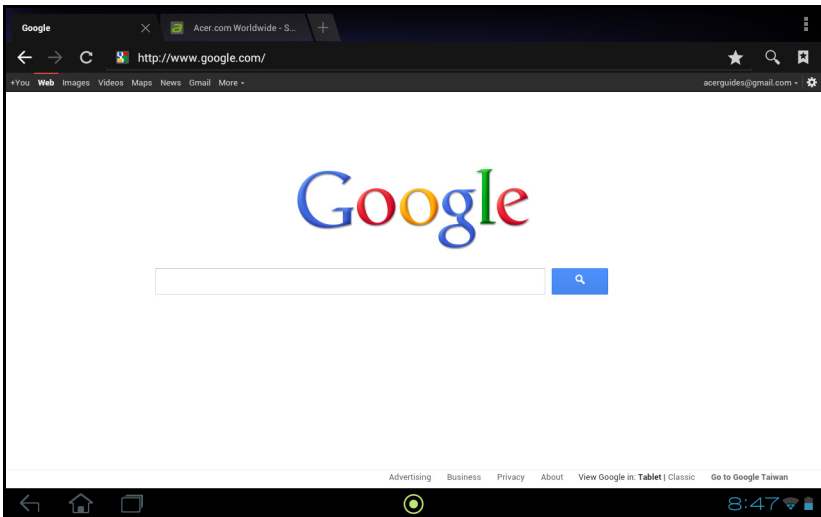 Google Acer.com Worldwide - S...
http://www.google.com/
+You Web Images Videos Maps News Gmail More acerguides@gmail.com
Google
Advertising Business Privacy About View Google in: Tablet | Classic Go to Google Taiwan
8:47